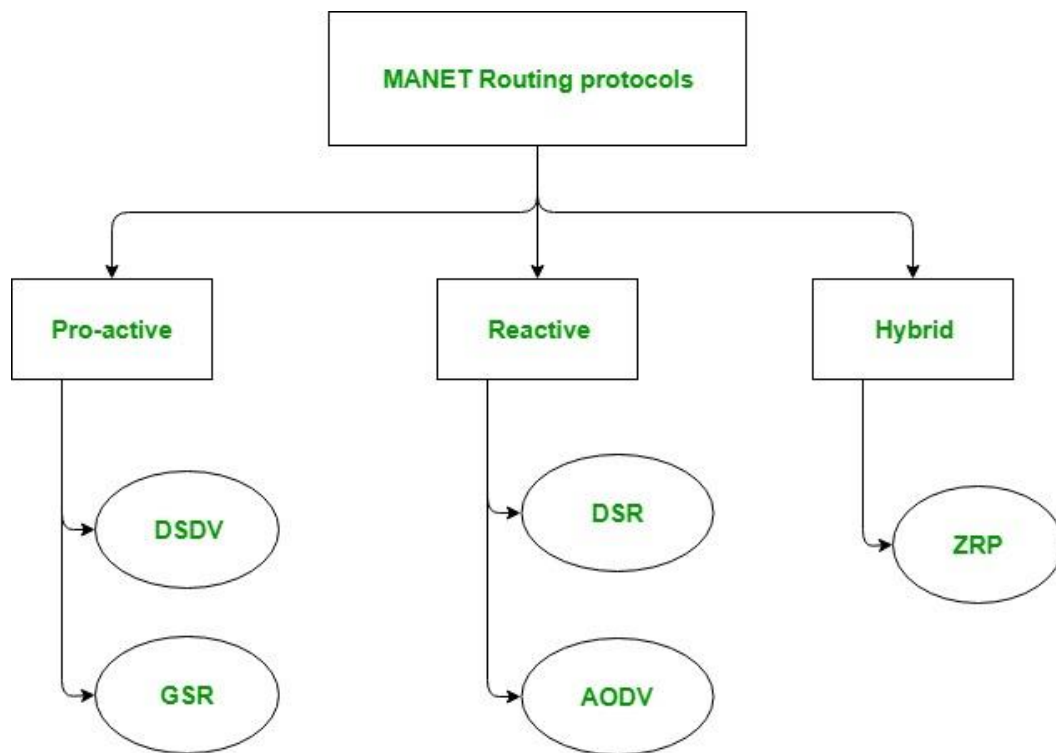 MANET Routing protocols
Pro-active
Reactive
Hybrid
DSDV
DSR
ZRP
GSR
AODV